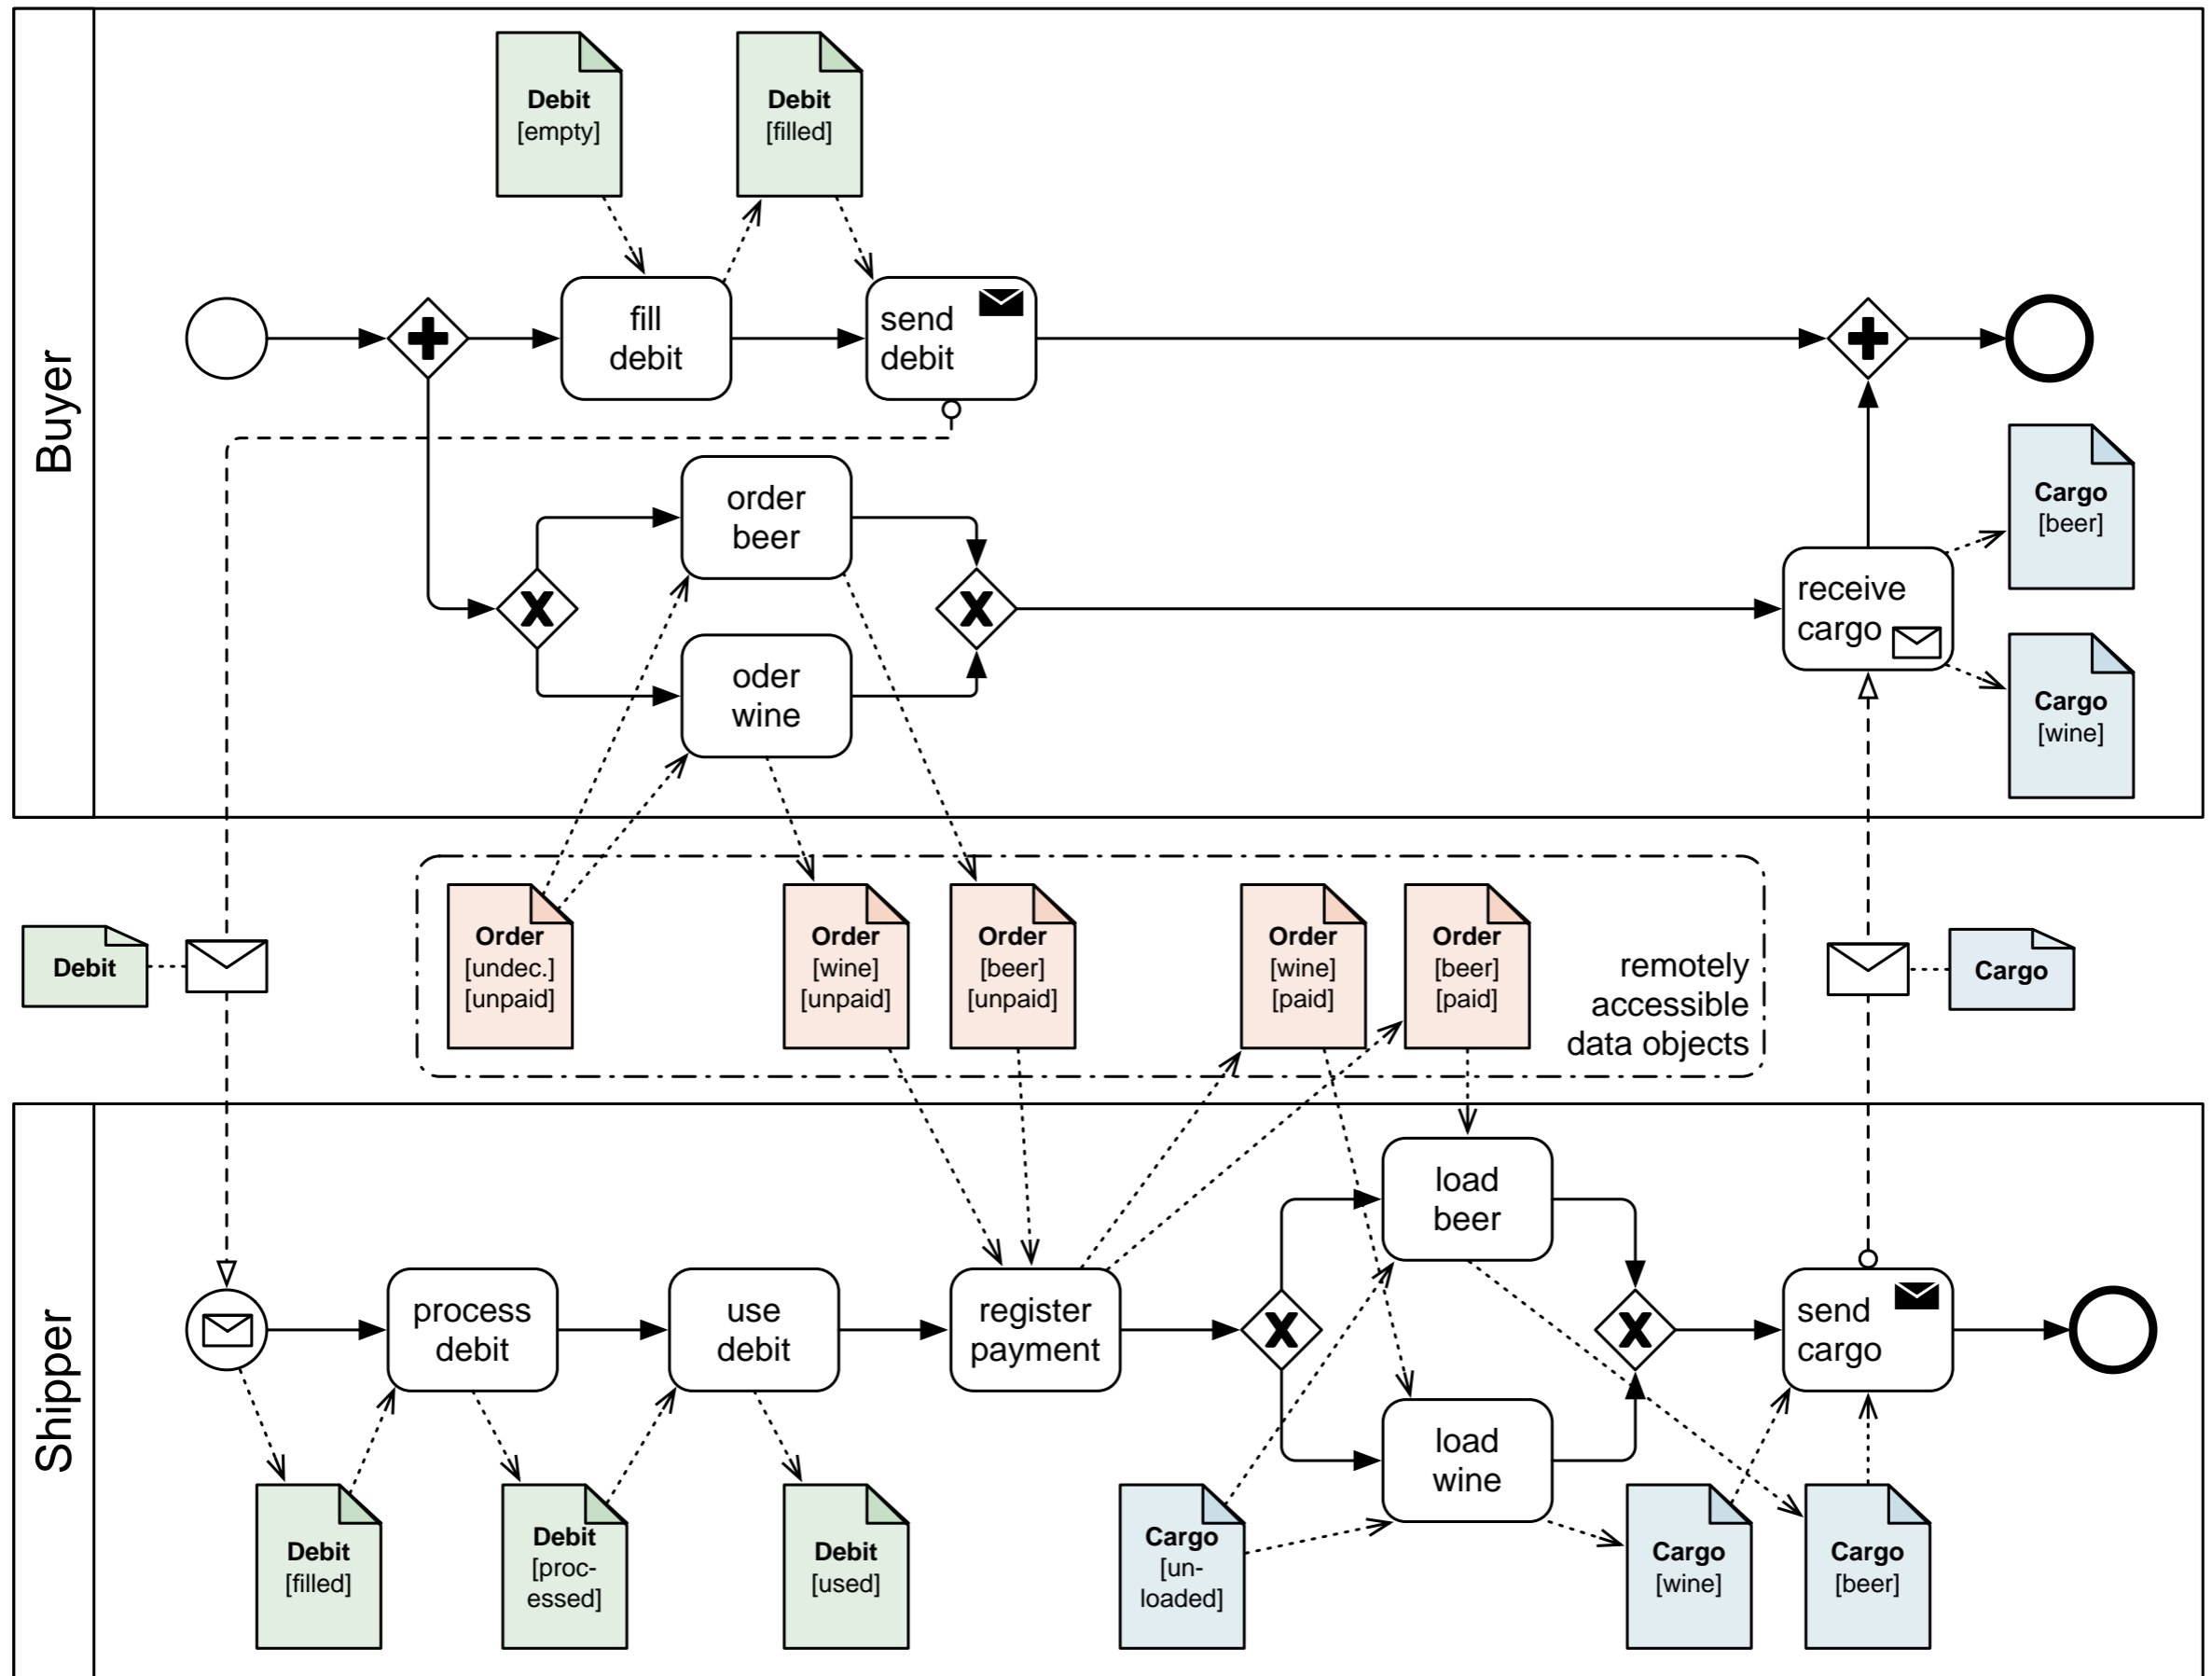 Buyer
Debit
[empty]
Debit
[filled]
fill
debit
send
debit
order
beer
oder
wine
receive
cargo
Cargo
[beer]
Cargo
[wine]
Debit
Order
[undec.]
[unpaid]
Order
[wine]
[unpaid]
Order
[beer]
[unpaid]
Order
[wine]
[paid]
Order
[beer]
[paid]
remotely
accessible
data objects
Cargo
Shipper
process
debit
use
debit
register
payment
load
beer
load
wine
send
cargo
Debit
[filled]
Debit
[proc-
essed]
Debit
[used]
Cargo
[un-
loaded]
Cargo
[wine]
Cargo
[beer]